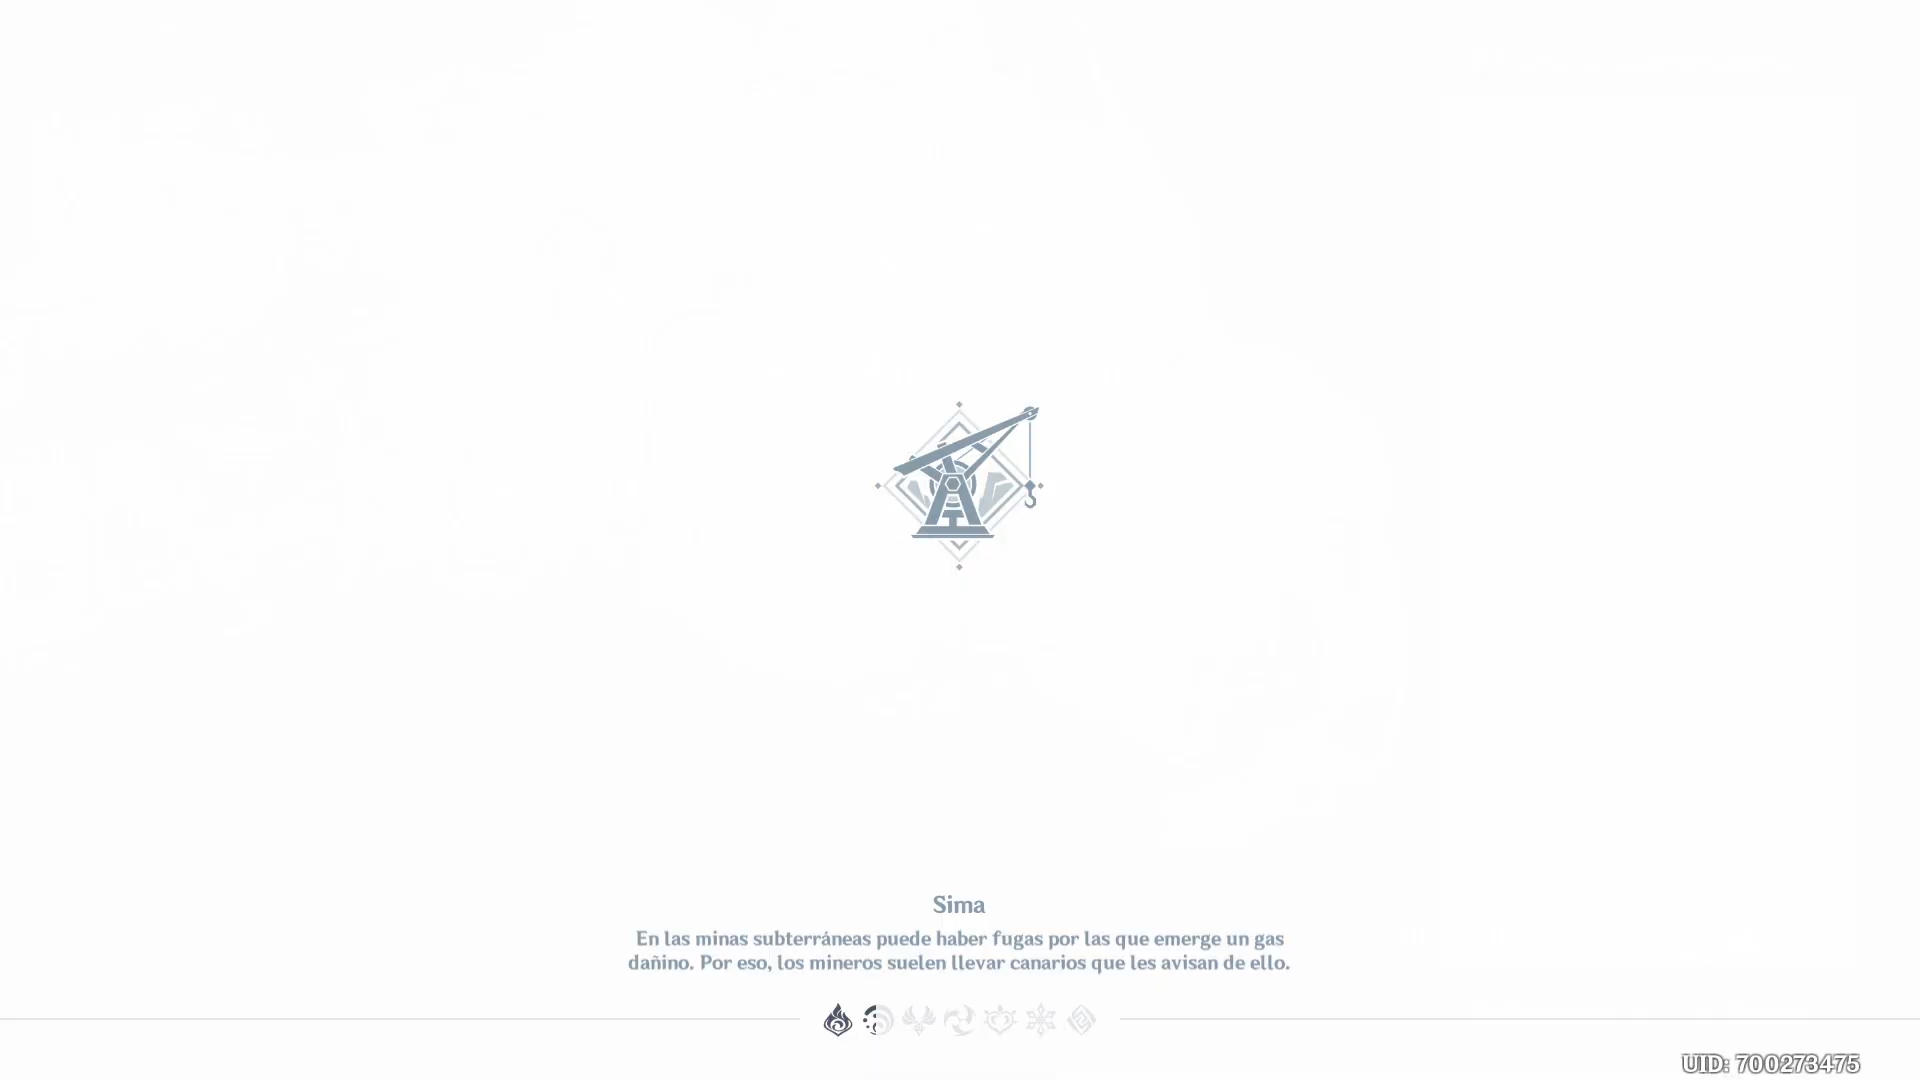 Sima
En las minas subterráneas puede haber fugas por las que emerge un gas
dañino. Por eso, los mineros suelen llevar canarios que les avisan de ello.
UID: 700273475